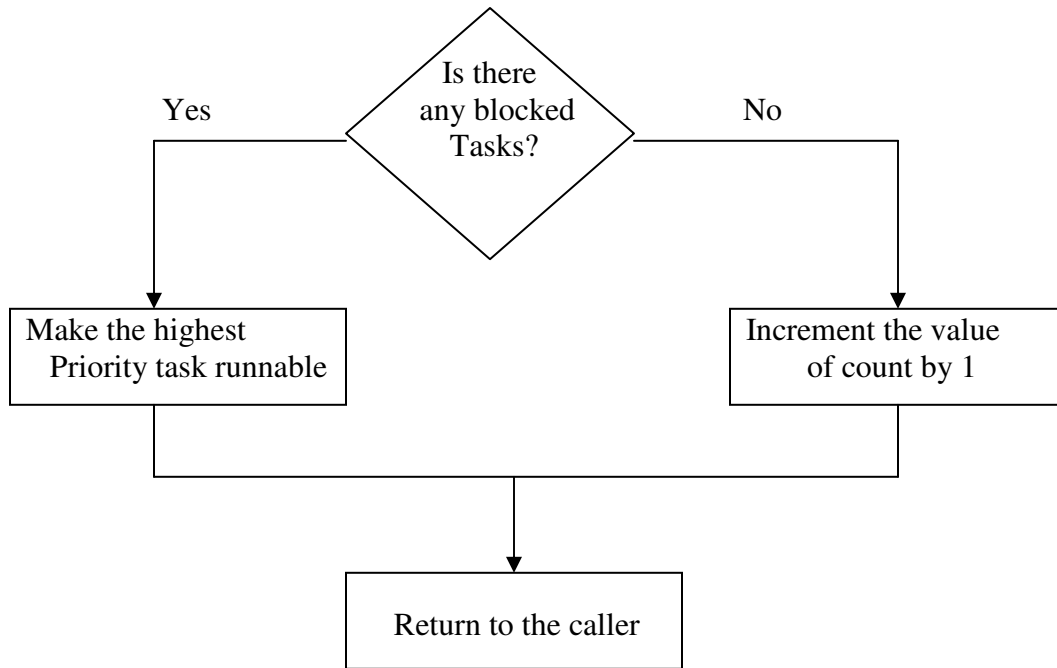 Is there
any blocked
Tasks?
Yes
No
Make the highest
Priority task runnable
Increment the value
of count by 1
Return to the caller